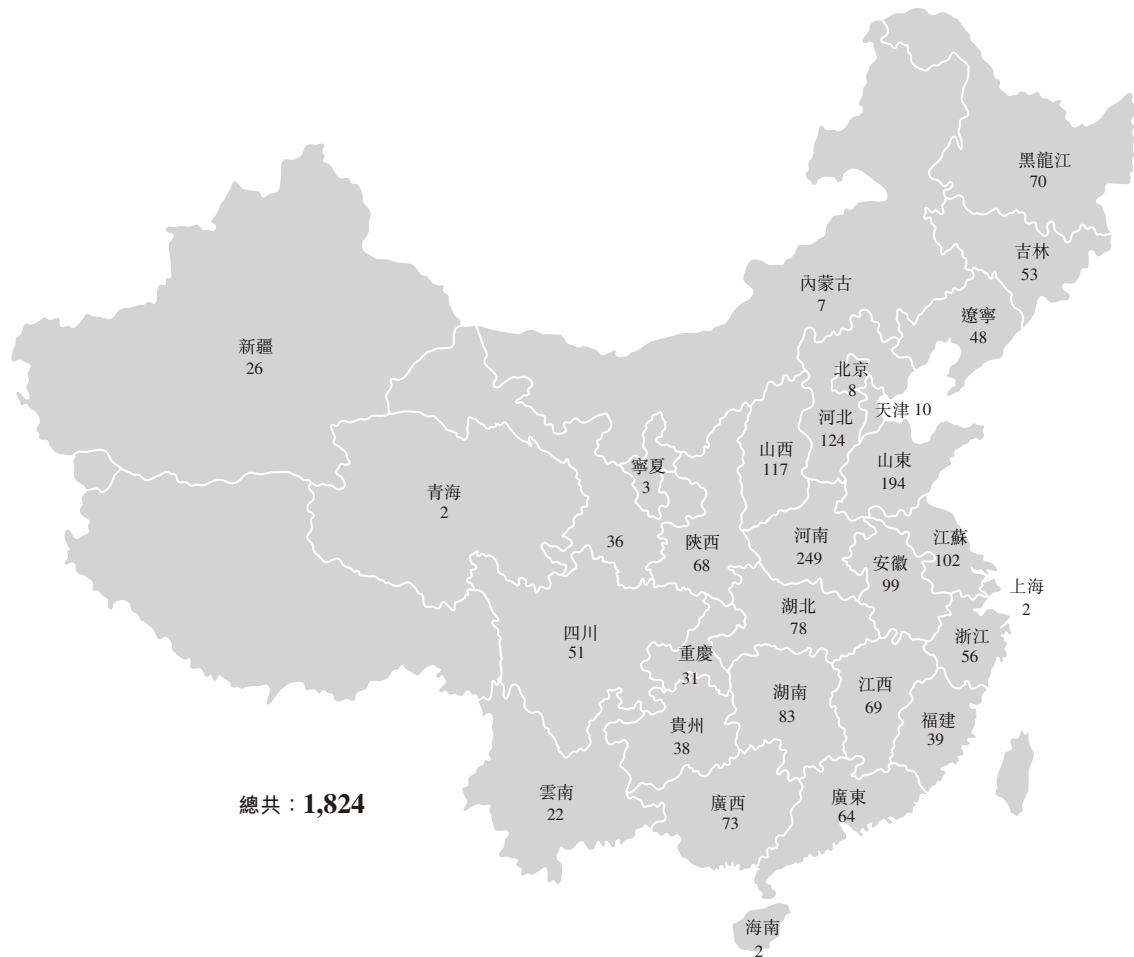 黑龍江
70
吉林
53
內蒙古
7
遼寧
48
新疆
26
北京
8
天津 10
河北
124
山西
117
山東
194
寧夏
3
青海
2
36
陝西
68
河南
249
江蘇
102
安徽
99
上海
2
湖北
78
四川
51
浙江
56
重慶
31
湖南
83
江西
69
福建
39
貴州
38
雲南
22
廣西
73
廣東
64
總共：1,824
海南
2